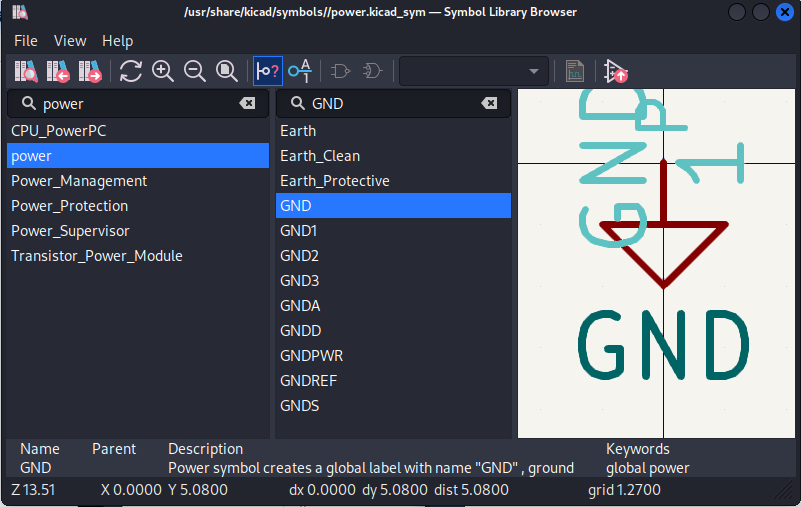 /usr/share/kicad/symbols//power.kicad_sym — Symbol Library Browser
File View Help
power
GND
CPU_PowerPC
power
Power_Management
Power_Protection
Power_Supervisor
Transistor_Power_Module
Earth
Earth_Clean
Earth_Protective
GND
GND1
GND2
GND3
GNDA
GNDD
GNDPWR
GNDREF
GNDS
GND
1
GND
Name Parent Description Keywords
GND Power symbol creates a global label with name "GND" , ground global power
Z 13.51 X 0.0000 Y 5.0800 dx 0.0000 dy 5.0800 dist 5.0800 grid 1.2700